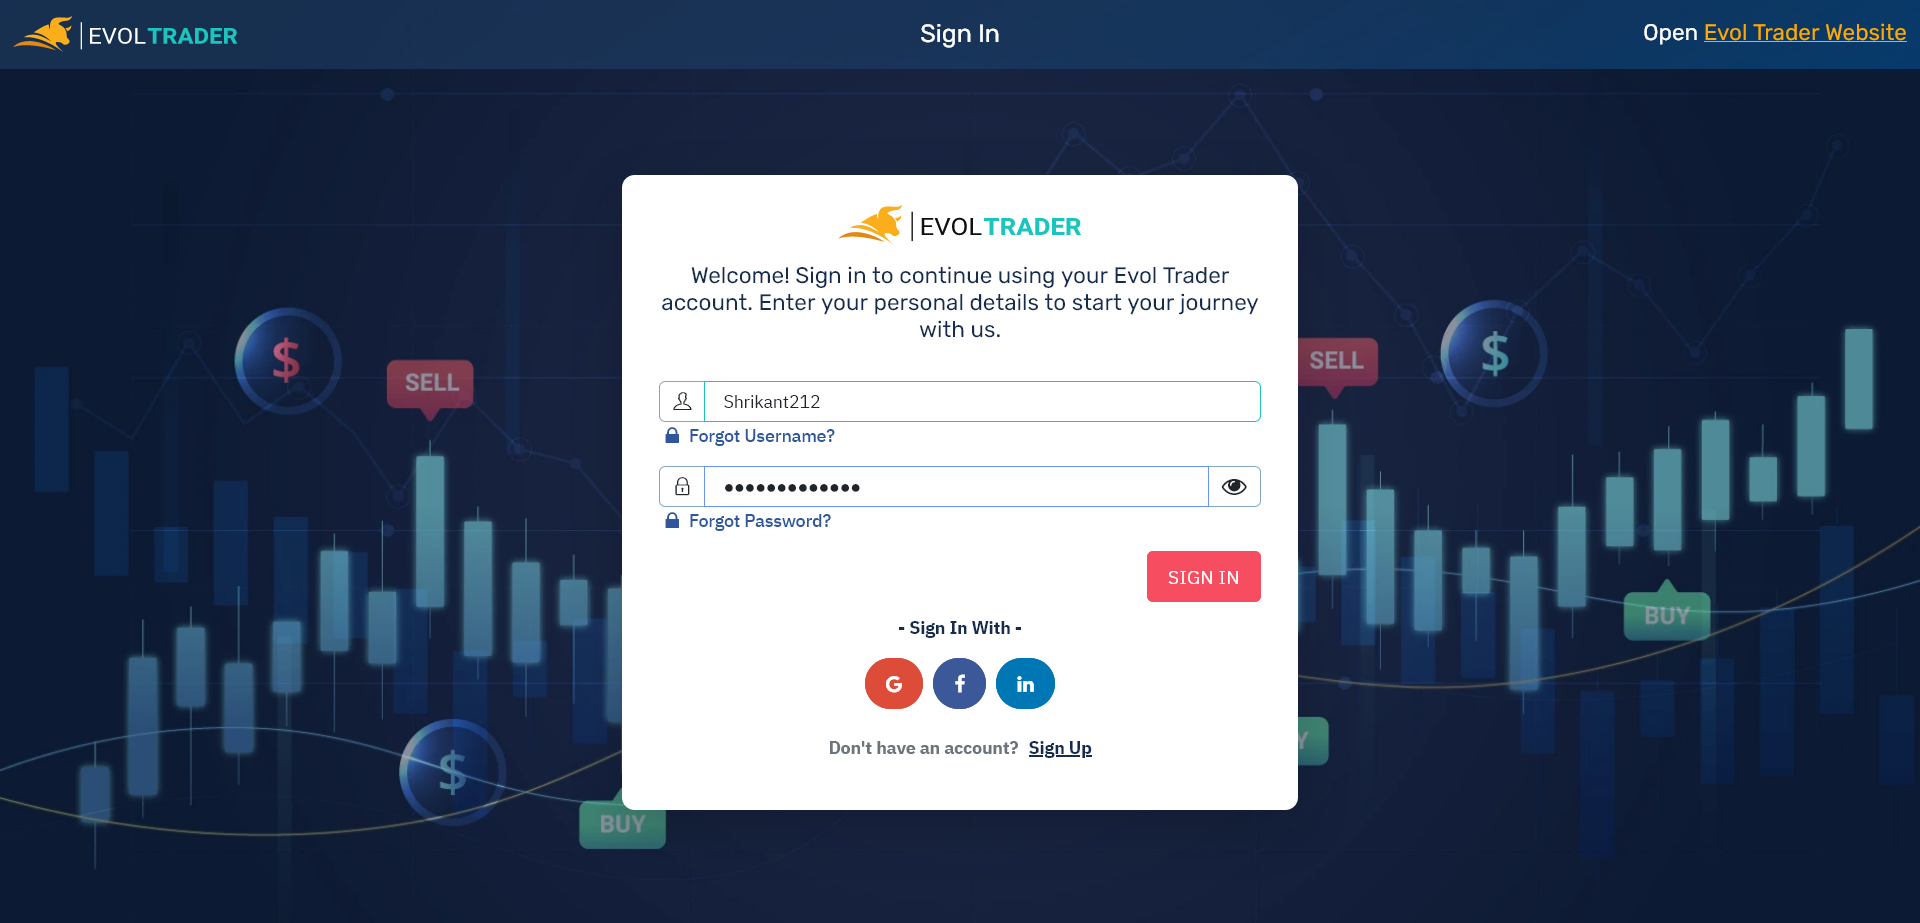 EVOLTRADER
Sign In
Open Evol Trader Website
EVOLTRADER
Welcome! Sign in to continue using your Evol Trader
account. Enter your personal details to start your journey
with us.
Shrikant212
Forgot Username?
•••••••••••••
Forgot Password?
SIGN IN
- Sign In With -
G
f
in
Don't have an account? Sign Up
$
SELL
SELL
$
BUY
Y
$
BUY